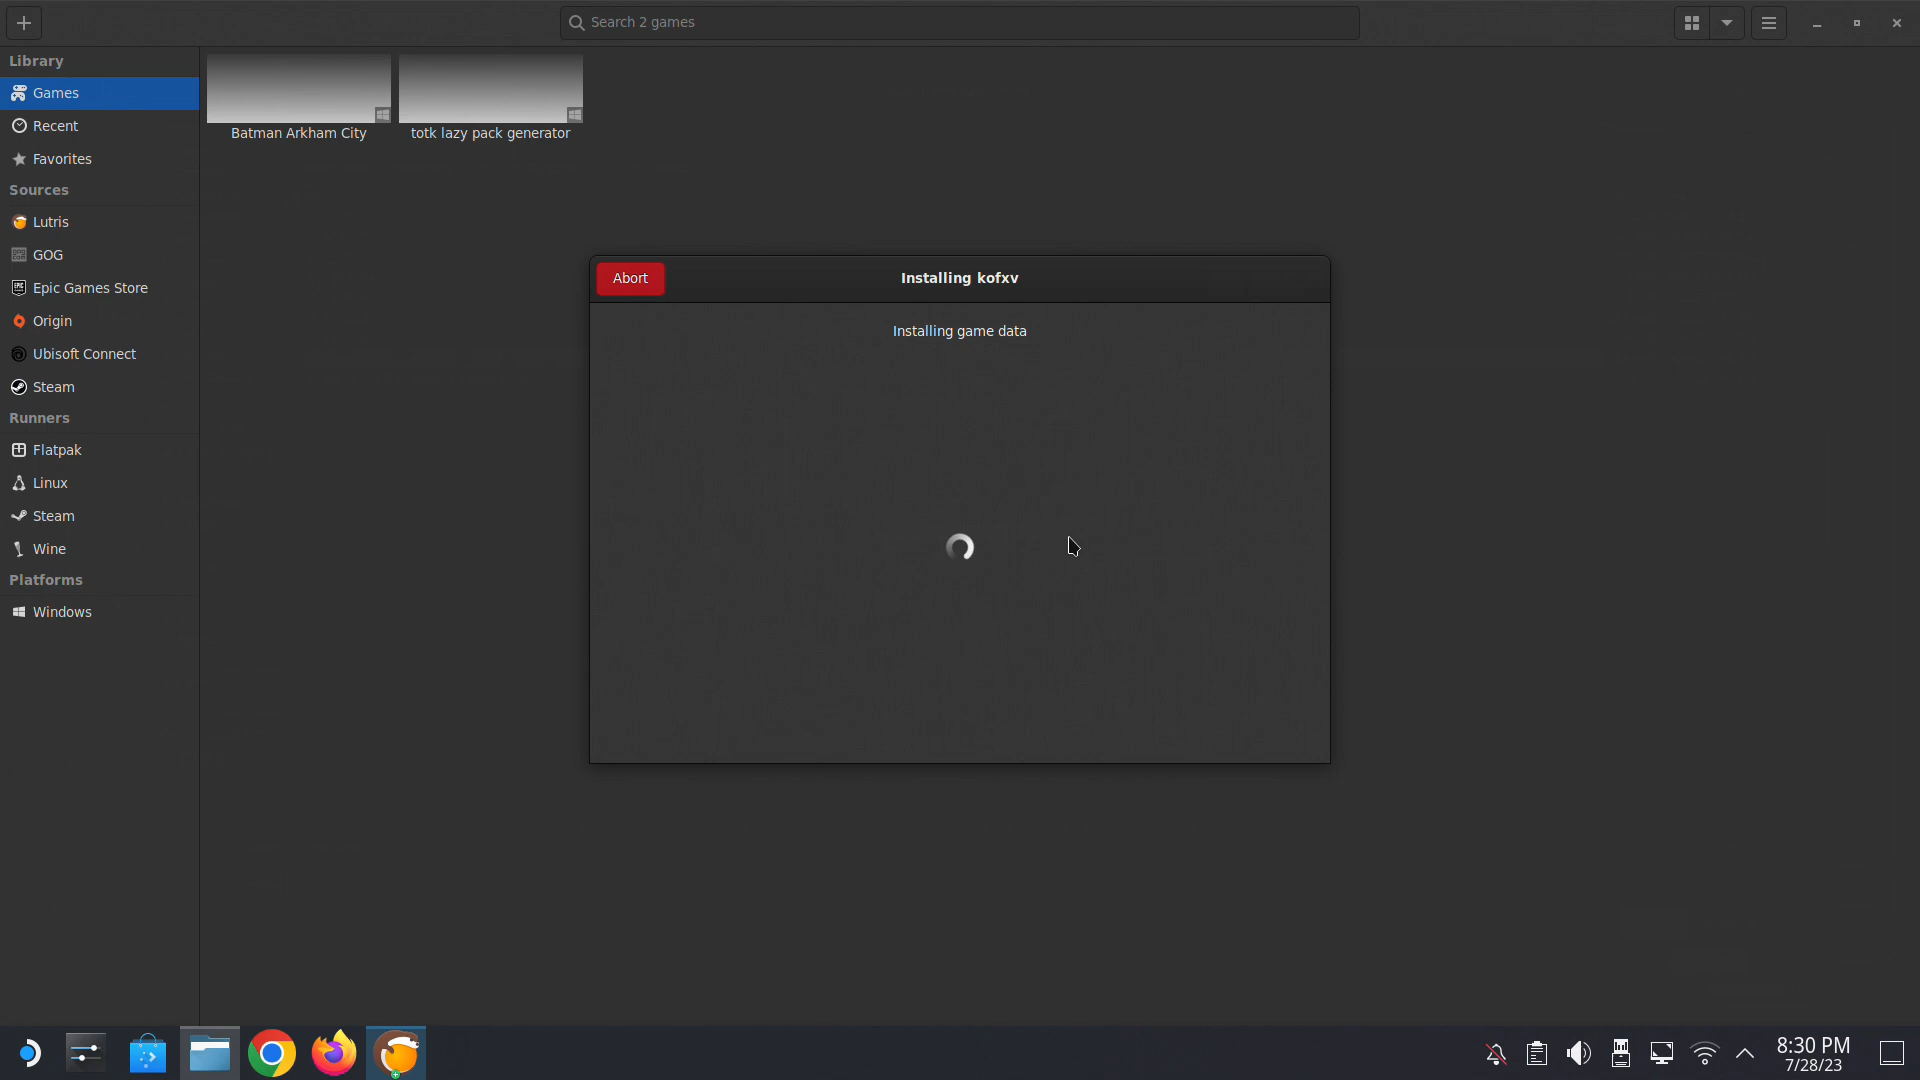 Search 2 games
Library
Games
Recent
Favorites
Sources
Lutris
GOG
Epic Games Store
Origin
Ubisoft Connect
Steam
Runners
Flatpak
Linux
Steam
Wine
Platforms
Windows
Batman Arkham City
totk lazy pack generator
Abort
Installing kofxv
Installing game data
8:30 PM
7/28/23